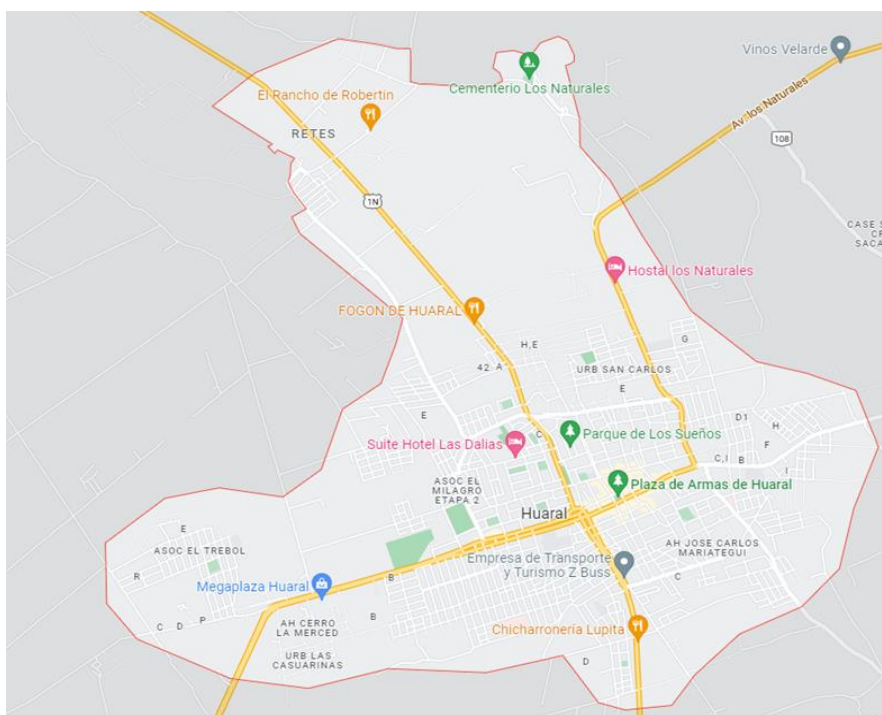 Vinos Velarde
Cementerio Los Naturales
El Rancho de Robertin
Av. los Naturales
RETES
108
1N
CASE S
CR
SACA
Hostal los Naturales
FOGON DE HUARAL
H,E
G
42 A
URB SAN CARLOS
E
E
D1
H
C
Parque de Los Sueños
F
Suite Hotel Las Dalias
C,I
B
I
ASOC EL
MILAGRO
ETAPA 2
Plaza de Armas de Huaral
Huaral
E
ASOC EL TREBOL
AH JOSE CARLOS
MARIATEGUI
Empresa de Transporte
y Turismo Z Buss
R
B
C
Megaplaza Huaral
P
B
C
D
AH CERRO
LA MERCED
Chicharronería Lupita
URB LAS
CASUARINAS
D